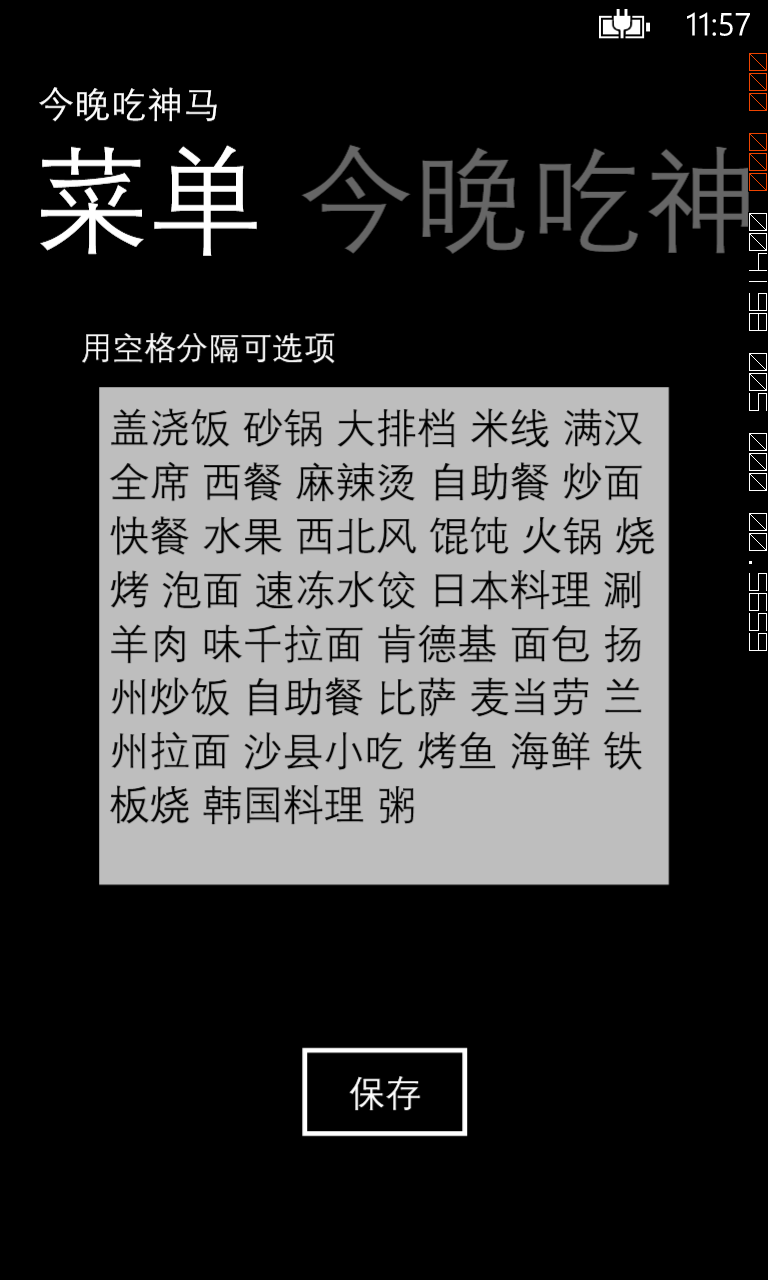 11:57
今晚吃神马
菜单 今晚吃神
用空格分隔可选项
盖浇饭 砂锅 大排档 米线 满汉
全席 西餐 麻辣烫 自助餐 炒面
快餐 水果 西北风 馄饨 火锅 烧
烤 泡面 速冻水饺 日本料理 涮
羊肉 味千拉面 肯德基 面包 扬
州炒饭 自助餐 比萨 麦当劳 兰
州拉面 沙县小吃 烤鱼 海鲜 铁
板烧 韩国料理 粥
保存